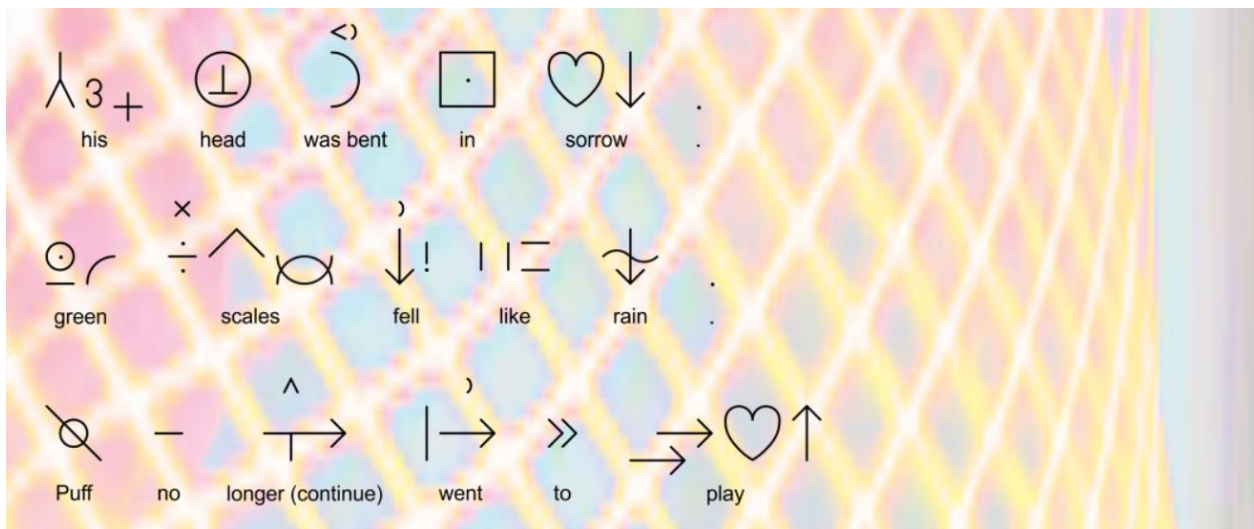 his head was bent in sorrow .
green scales fell like rain .
Puff no longer (continue) went to play